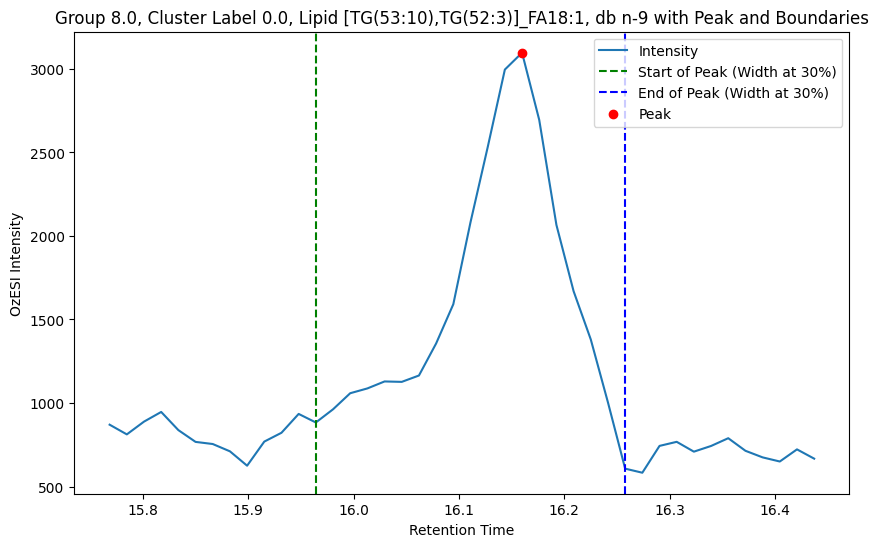 Group 8.0, Cluster Label 0.0, Lipid [TG(53:10),TG(52:3)]_FA18:1, db n-9 with Peak and Boundaries
Intensity
Start of Peak (Width at 30%)
End of Peak (Width at 30%)
Peak
3000
2500
2000
1500
1000
500
OzESI Intensity
15.8
15.9
16.0
16.1
16.2
16.3
16.4
Retention Time